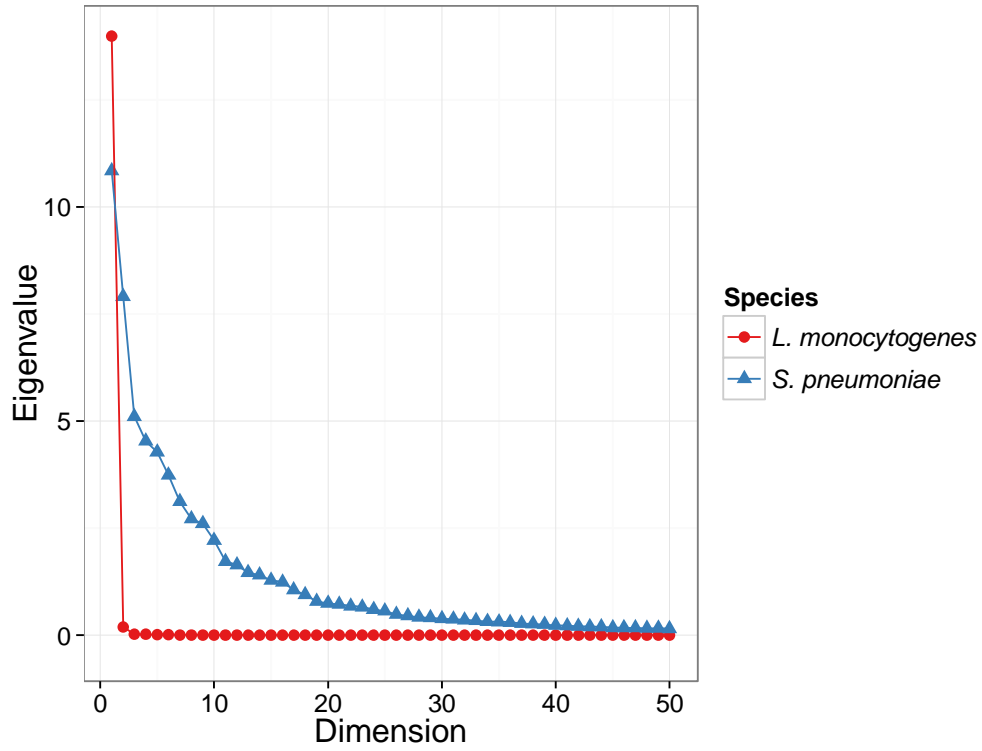 Eigenvalue
10
5
0
0 10 20 30 40 50
Dimension
Species
L. monocytogenes
S. pneumoniae